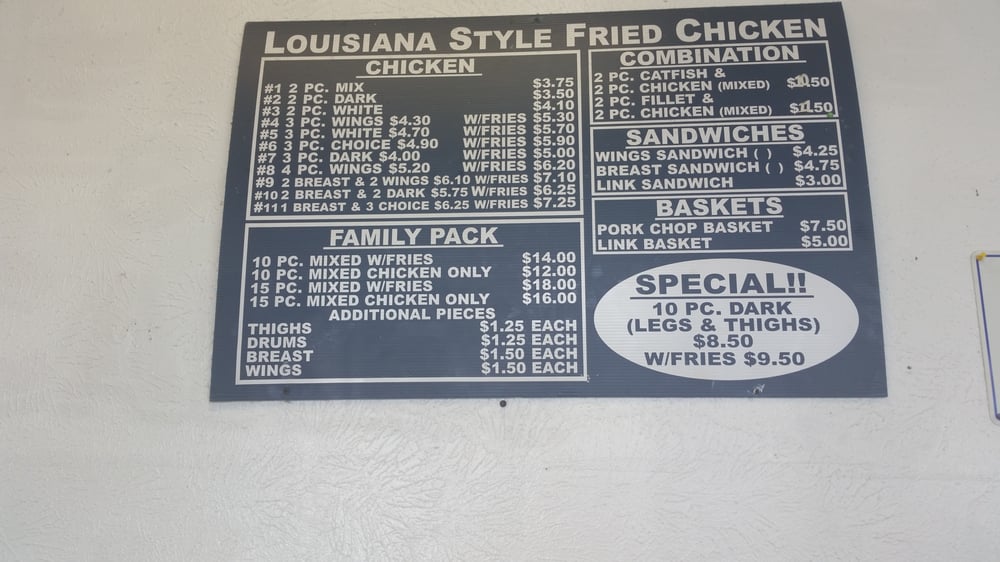 LOUISIANA STYLE FRIED CHICKEN
CHICKEN
#1 2 PC. MIX $3.75
#2 2 PC. DARK $3.50
#3 2 PC. WHITE $4.10
#4 3 PC. WINGS $4.30 W/FRIES $5.30
#5 3 PC. WHITE $4.70 W/FRIES $5.70
#6 3 PC. CHOICE $4.90 W/FRIES $5.90
#7 3 PC. DARK $4.00 W/FRIES $5.00
#8 4 PC. WINGS $5.20 W/FRIES $6.20
#9 2 BREAST & 2 WINGS $6.10 W/FRIES $7.10
#10 2 BREAST & 2 DARK $5.75 W/FRIES $6.25
#11 1 BREAST & 3 CHOICE $6.25 W/FRIES $7.25
FAMILY PACK
10 PC. MIXED W/FRIES $14.00
10 PC. MIXED CHICKEN ONLY $12.00
15 PC. MIXED W/FRIES $18.00
15 PC. MIXED CHICKEN ONLY $16.00
ADDITIONAL PIECES
THIGHS $1.25 EACH
DRUMS $1.25 EACH
BREAST $1.50 EACH
WINGS $1.50 EACH
COMBINATION
2 PC. CATFISH &
2 PC. CHICKEN (MIXED)
2 PC. FILLET &
2 PC. CHICKEN (MIXED)
SANDWICHES
WINGS SANDWICH ( ) $4.25
BREAST SANDWICH ( ) $4.75
LINK SANDWICH $3.00
BASKETS
PORK CHOP BASKET $7.50
LINK BASKET $5.00
SPECIAL!!
10 PC. DARK
(LEGS & THIGHS)
$8.50
W/FRIES $9.50